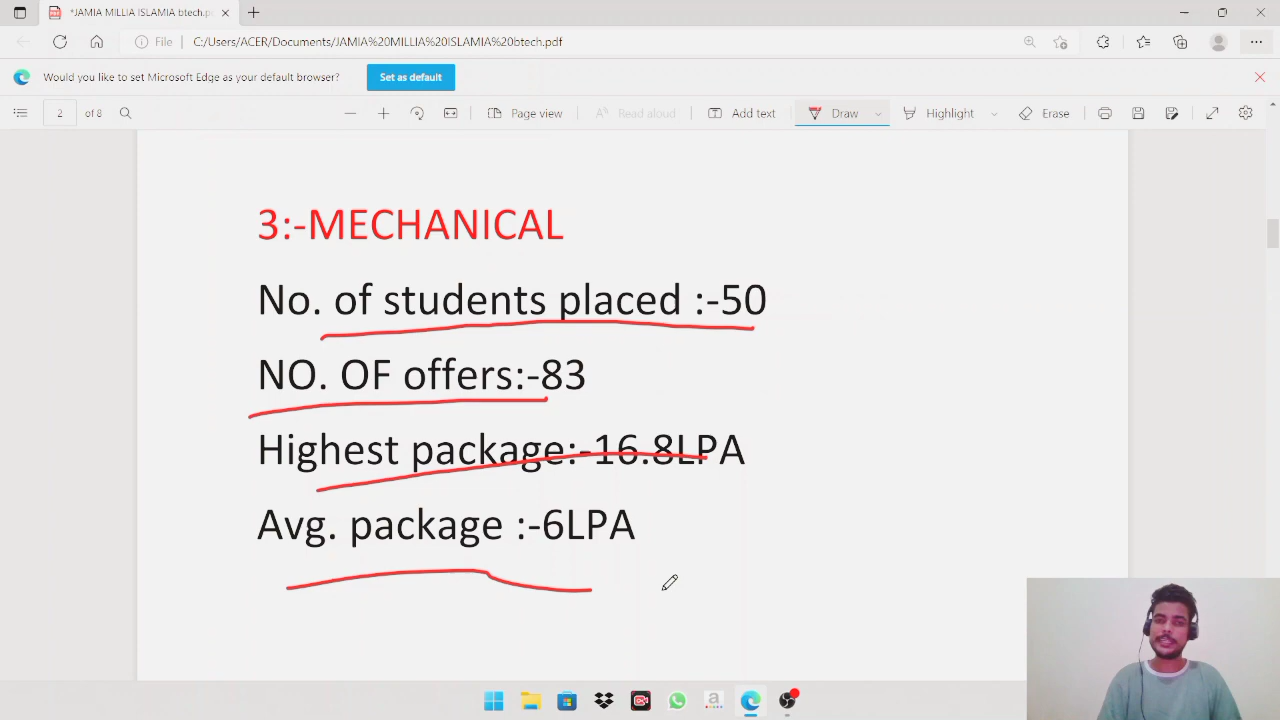 *JAMIA MILLIA ISLAMIA btech.p
File C:/Users/ACER/Documents/JAMIA%20MILLIA%20ISLAMIA%20btech.pdf
Would you like to set Microsoft Edge as your default browser? Set as default
2 of 8 Page view Read aloud Add text Draw Highlight Erase
3:-MECHANICAL
No. of students placed :-50
NO. OF offers:-83
Highest package:-16.8LPA
Avg. package :-6LPA